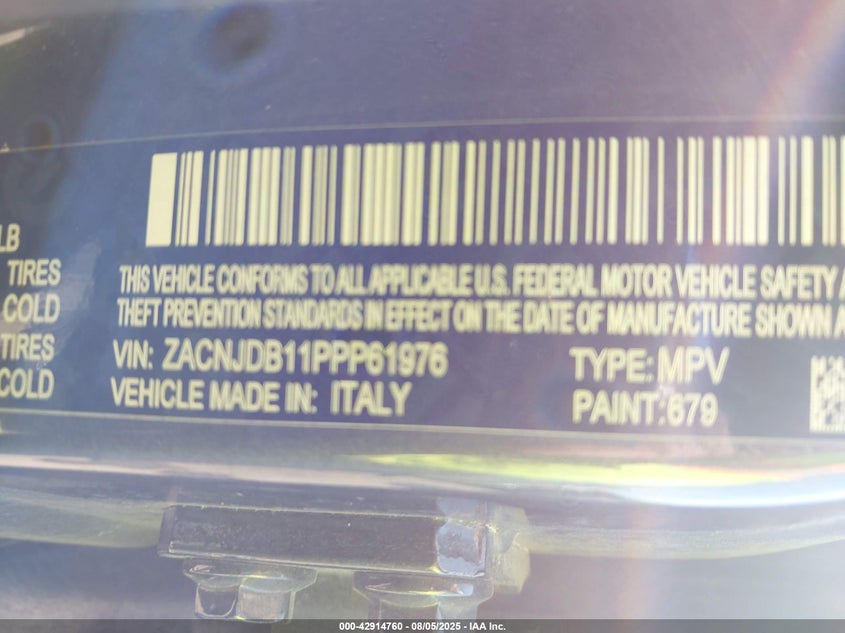 LB
TIRES
COLD
TIRES
COLD
THIS VEHICLE CONFORMS TO ALL APPLICABLE U.S. FEDERAL MOTOR VEHICLE SAFETY A
THEFT PREVENTION STANDARDS IN EFFECT ON THE DATE OF MANUFACTURE SHOWN A
VIN: ZACNJDB11PPP61976 TYPE: MPV
VEHICLE MADE IN: ITALY PAINT:679
000-42914760 - 08/05/2025 - IAA Inc.